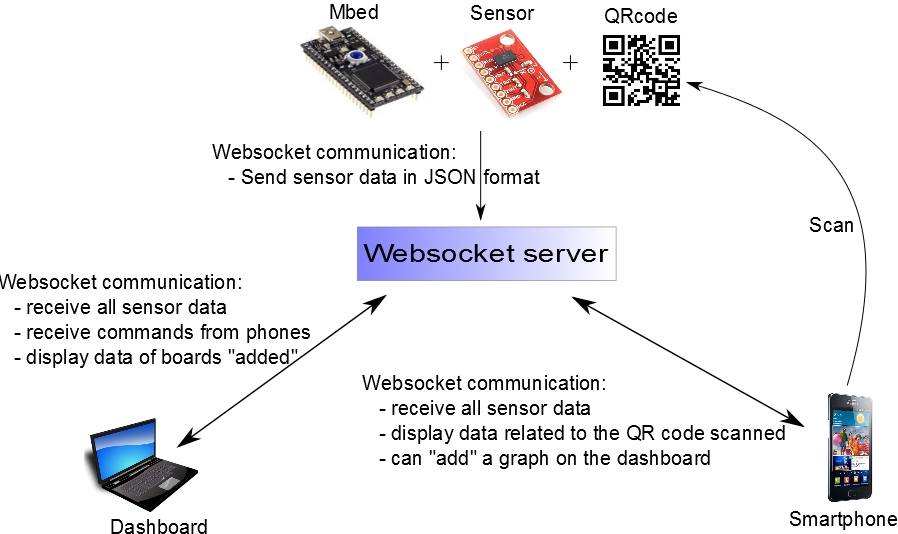 Mbed
Sensor
QRcode
+
+
Websocket communication:
- Send sensor data in JSON format
Scan
Websocket server
Websocket communication:
- receive all sensor data
- receive commands from phones
- display data of boards "added"
Websocket communication:
- receive all sensor data
- display data related to the QR code scanned
- can "add" a graph on the dashboard
Dashboard
Smartphone